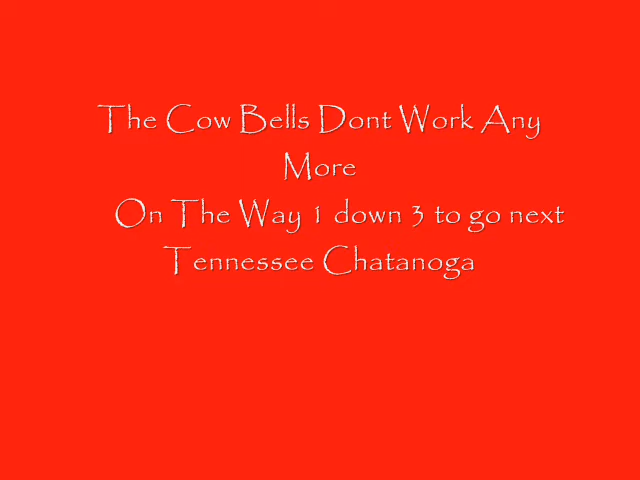 The Cow Bells Dont Work Any
More
On The Way 1 down 3 to go next
Tennessee Chatanoga